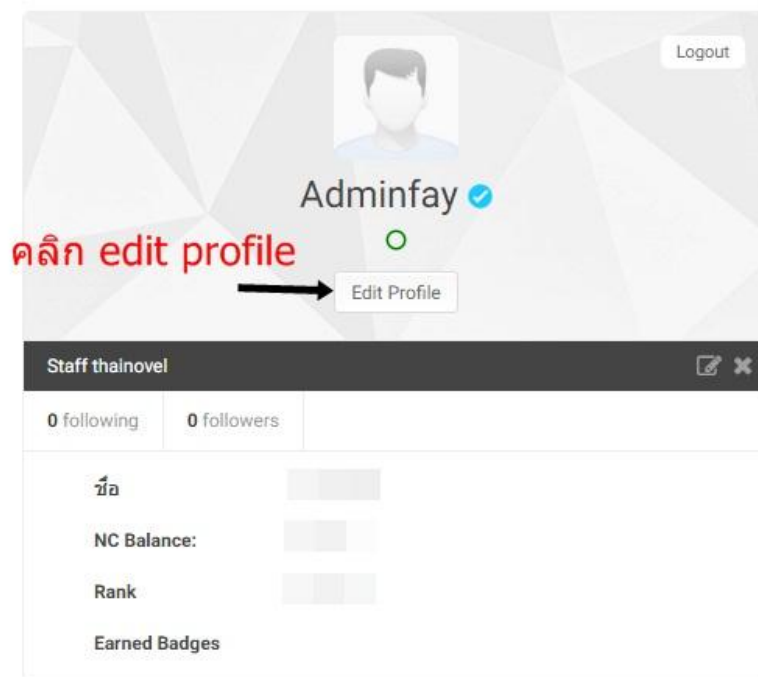 Logout
Adminfay
คลิก edit profile
Edit Profile
Staff thainovel
0 following 0 followers
ชื่อ
NC Balance:
Rank
Earned Badges